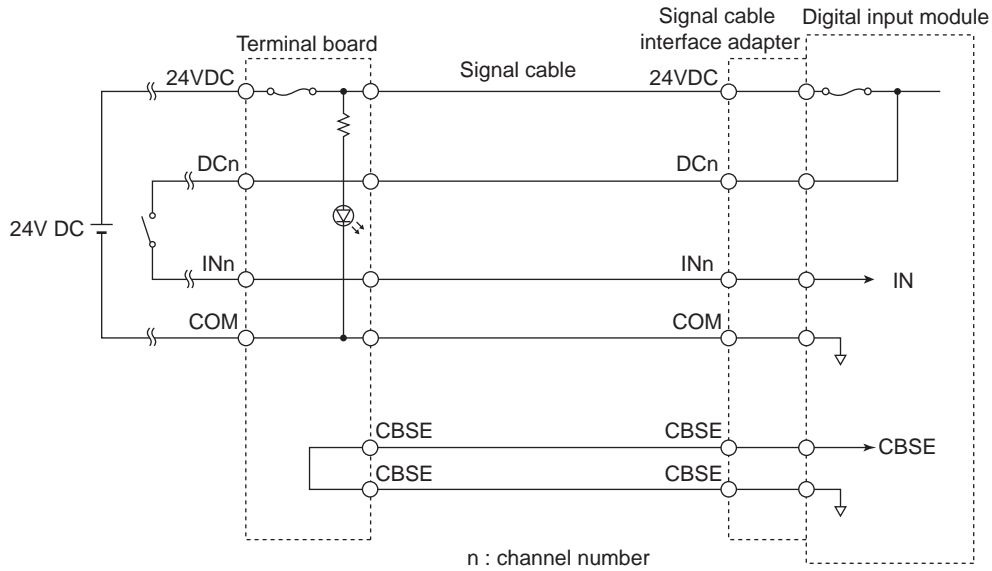 Signal cable
interface adapter
Digital input module
Terminal board
24VDC
Signal cable
24VDC
DCn
DCn
24V DC
INn
INn
IN
COM
COM
CBSE
CBSE
CBSE
CBSE
CBSE
n : channel number